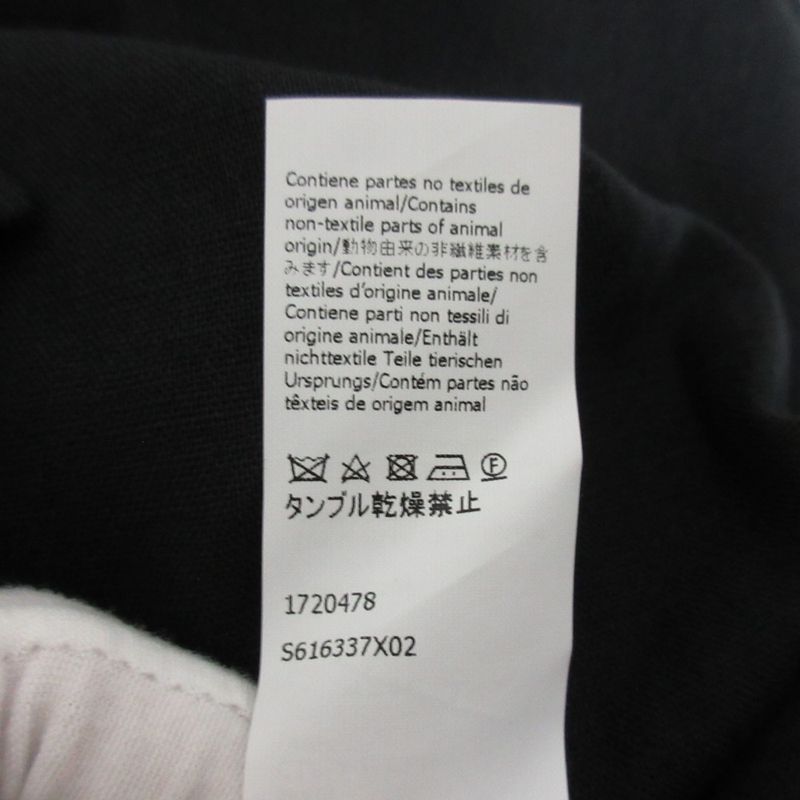 Contiene partes no textiles de
origen animal/Contains
non-textile parts of animal
origin/動物由来の非繊維素材を含
みます/Contient des parties non
textiles d'origine animale/
Contiene parti non tessili di
origine animale/Enthält
nichttextile Teile tierischen
Ursprungs/Contém partes não
têxteis de origem animal
F
タンブル乾燥禁止
1720478
S616337X02